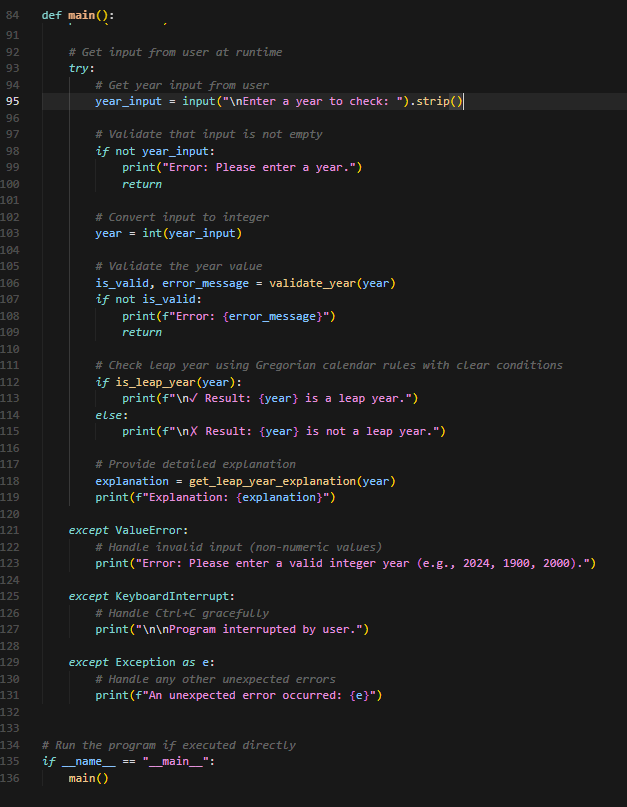 84 def main():
91
92 # Get input from user at runtime
93 try:
94 # Get year input from user
95 year_input = input("\nEnter a year to check: ").strip()
96
97 # Validate that input is not empty
98 if not year_input:
99 print("Error: Please enter a year.")
100 return
101
102 # Convert input to integer
103 year = int(year_input)
104
105 # Validate the year value
106 is_valid, error_message = validate_year(year)
107 if not is_valid:
108 print(f"Error: {error_message}")
109 return
110
111 # Check leap year using Gregorian calendar rules with clear conditions
112 if is_leap_year(year):
113 print(f"\n✓ Result: {year} is a leap year.")
114 else:
115 print(f"\n✗ Result: {year} is not a leap year.")
116
117 # Provide detailed explanation
118 explanation = get_leap_year_explanation(year)
119 print(f"Explanation: {explanation}")
120
121 except ValueError:
122 # Handle invalid input (non-numeric values)
123 print("Error: Please enter a valid integer year (e.g., 2024, 1900, 2000).")
124
125 except KeyboardInterrupt:
126 # Handle Ctrl+C gracefully
127 print("\n\nProgram interrupted by user.")
128
129 except Exception as e:
130 # Handle any other unexpected errors
131 print(f"An unexpected error occurred: {e}")
132
133
134 # Run the program if executed directly
135 if __name__ == "__main__":
136 main()